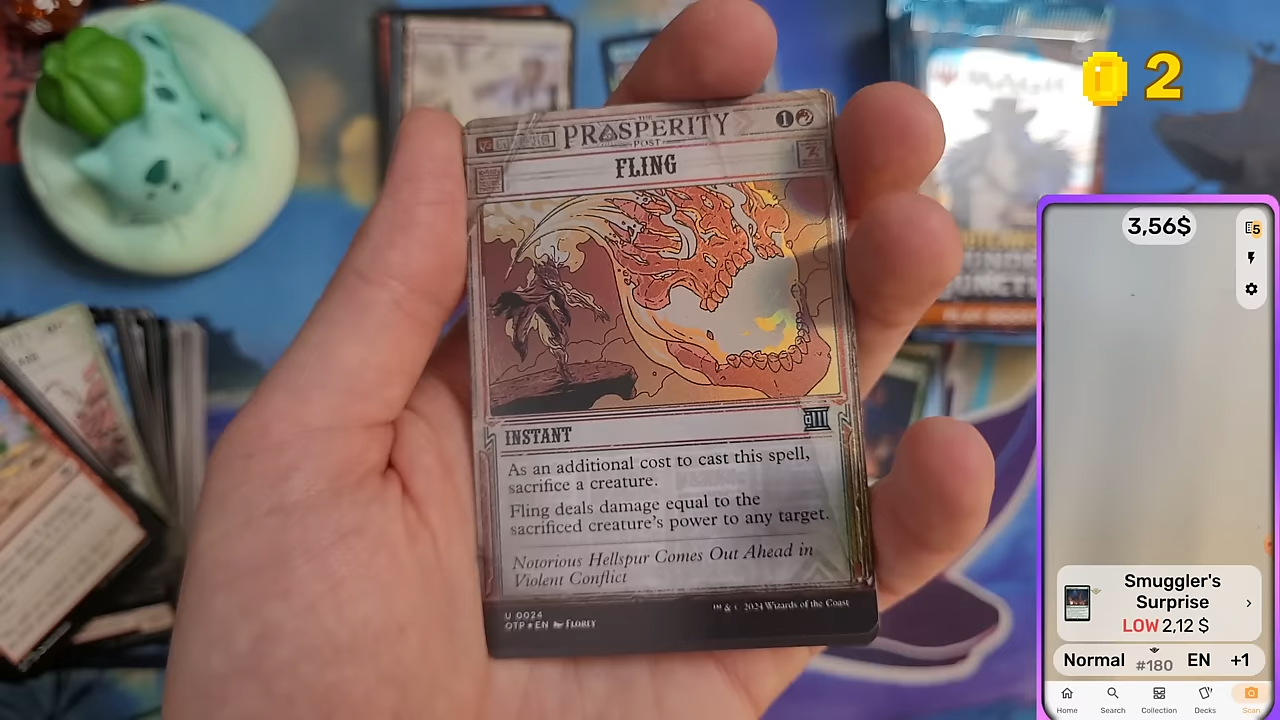 2
THE
PROSPERITY
POST
1
FLING
INSTANT
As an additional cost to cast this spell,
sacrifice a creature.
Fling deals damage equal to the
sacrificed creature's power to any target.
Notorious Hellspur Comes Out Ahead in
Violent Conflict
U 0024
OTP EN FLOREY
™ & © 2024 Wizards of the Coast
3,56$
5
Smuggler's
Surprise
LOW 2,12 $
Normal #180 EN +1
Home Search Collection Decks Scan